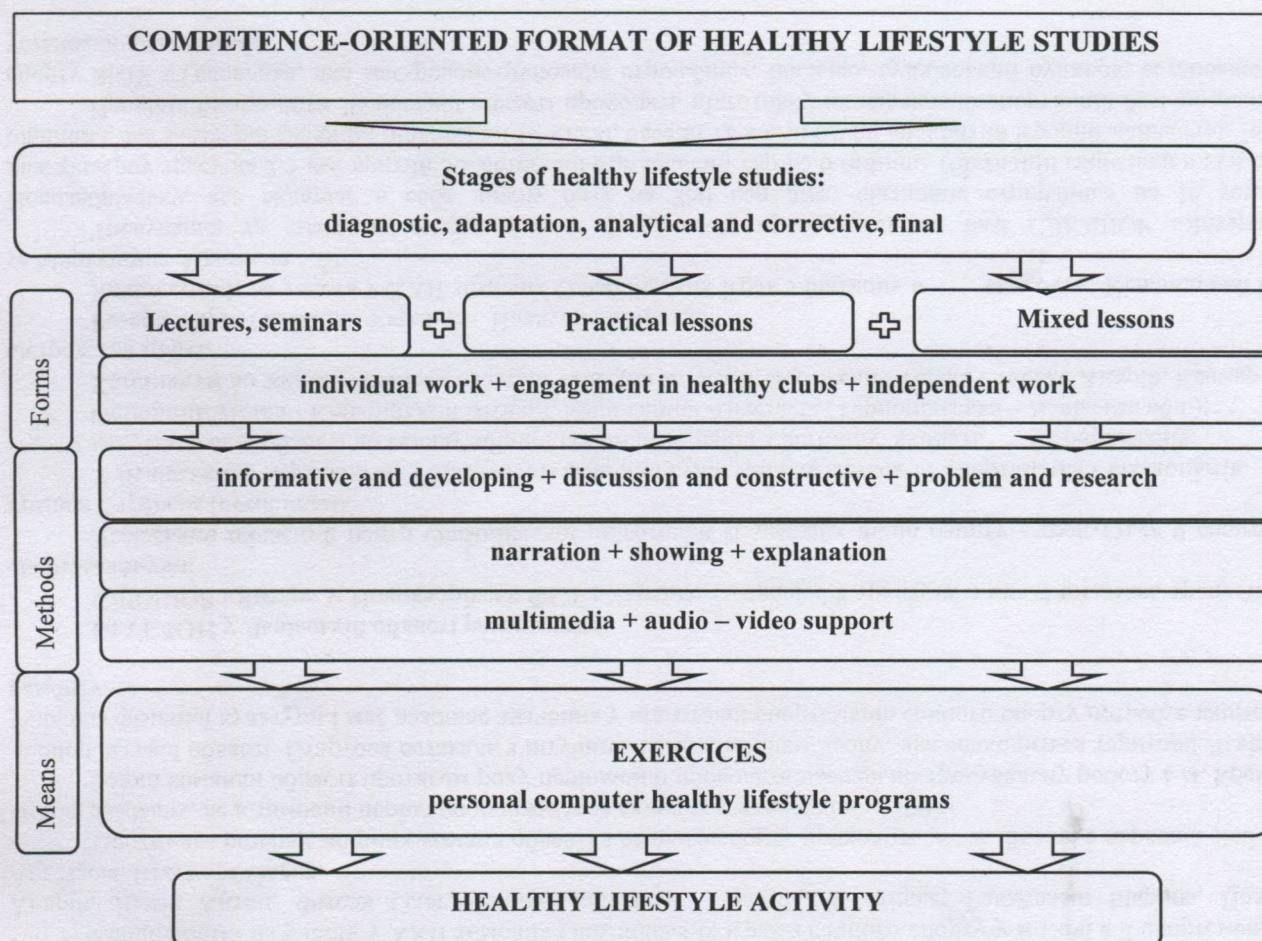 COMPETENCE-ORIENTED FORMAT OF HEALTHY LIFESTYLE STUDIES
Stages of healthy lifestyle studies:
diagnostic, adaptation, analytical and corrective, final
Forms
Lectures, seminars
Practical lessons
Mixed lessons
individual work + engagement in healthy clubs + independent work
Methods
informative and developing + discussion and constructive + problem and research
narration + showing + explanation
multimedia + audio – video support
Means
EXERCICES
personal computer healthy lifestyle programs
HEALTHY LIFESTYLE ACTIVITY